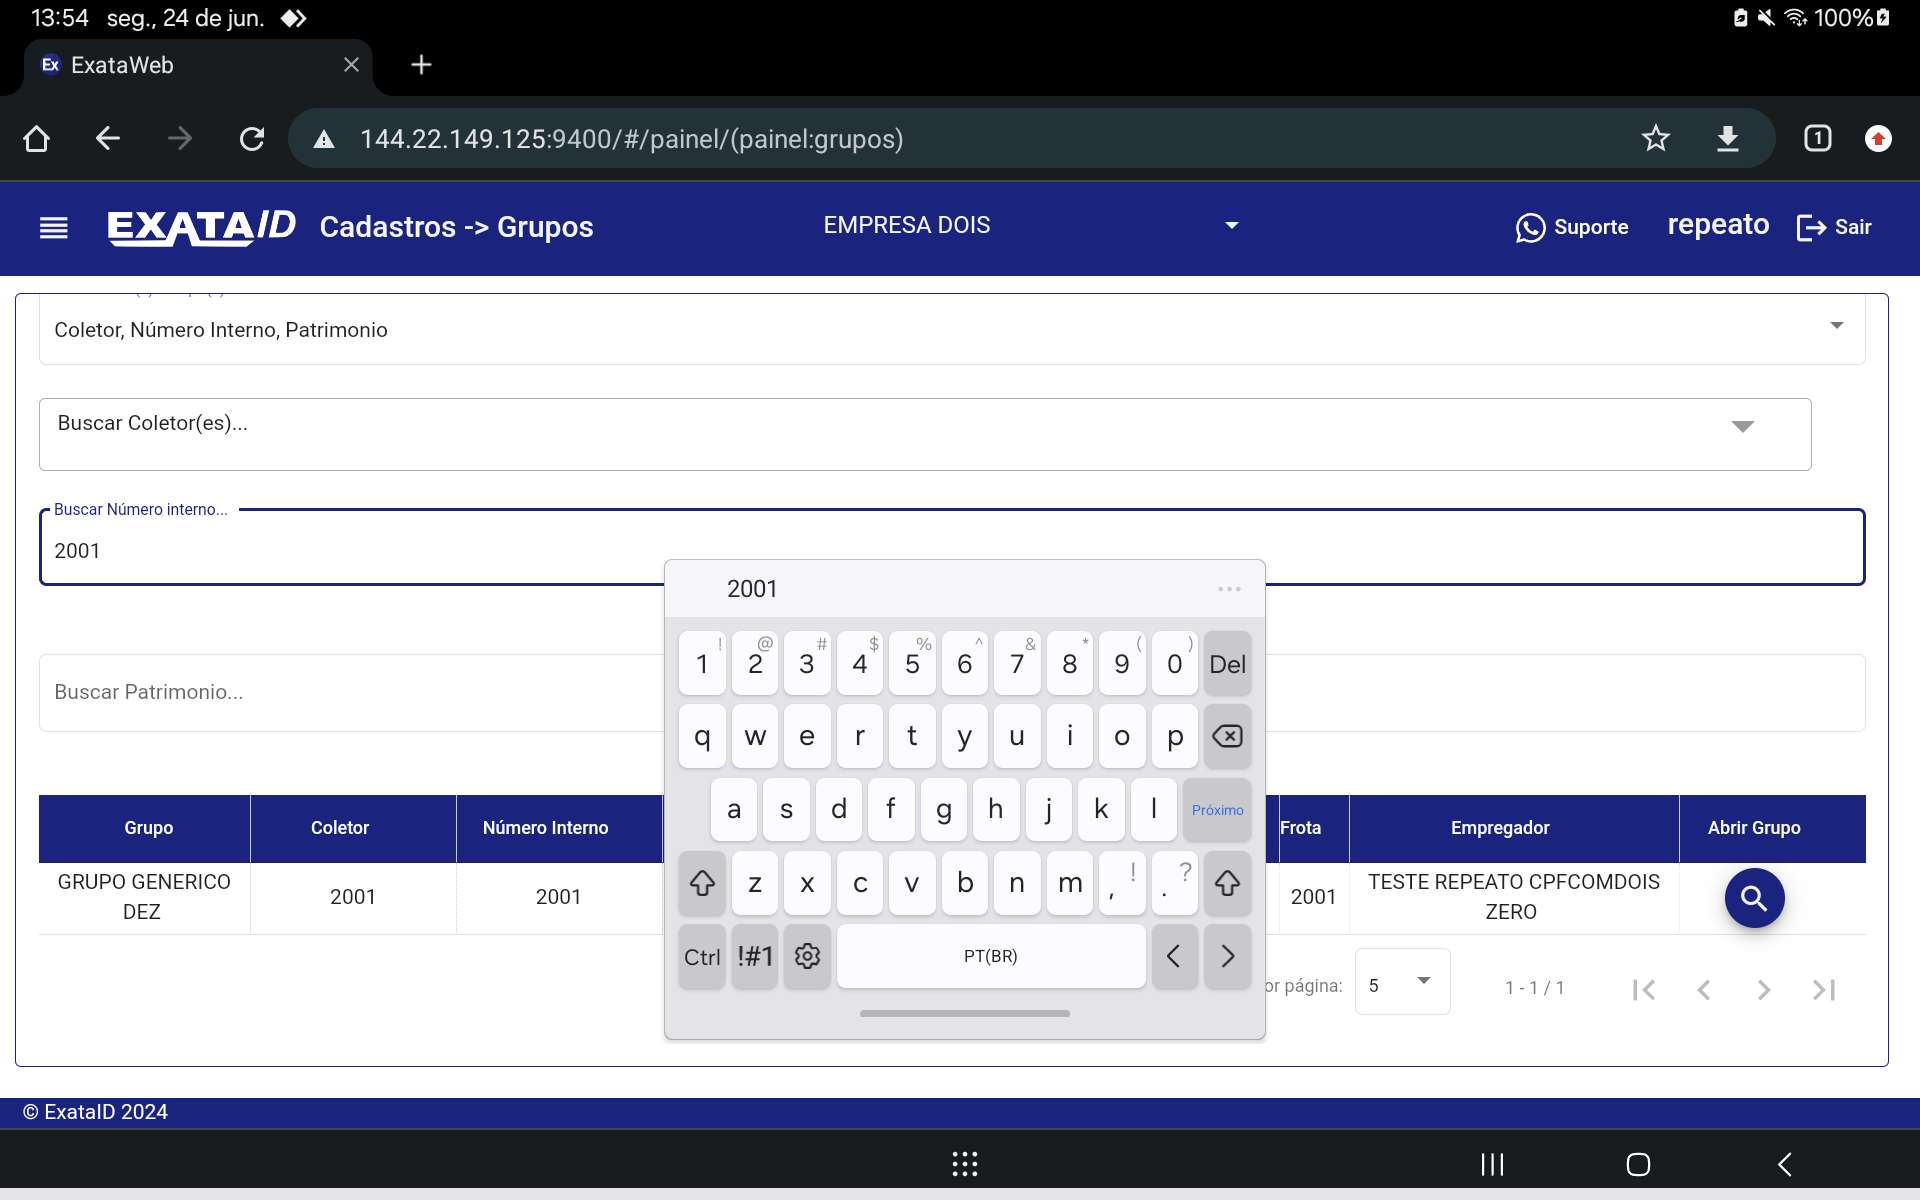 13:54 seg., 24 de jun. 100%
Ex ExataWeb
144.22.149.125:9400/#/painel/(painel:grupos) 1
EXATAID Cadastros -> Grupos EMPRESA DOIS Suporte repeato Sair
Coletor, Número Interno, Patrimonio
Buscar Coletor(es)...
Buscar Número interno...
2001
2001
! @ # $ % ^ & * ( )
1 2 3 4 5 6 7 8 9 0 Del
Buscar Patrimonio...
q w e r t y u i o p
a s d f g h j k l Próximo
Grupo Coletor Número Interno Frota Empregador Abrir Grupo
GRUPO GENERICO DEZ 2001 2001 2001 TESTE REPEATO CPFCOMDOIS ZERO
z x c v b n m , ! . ?
Ctrl !#1 PT(BR)
or página: 5 1 - 1 / 1
© ExataID 2024